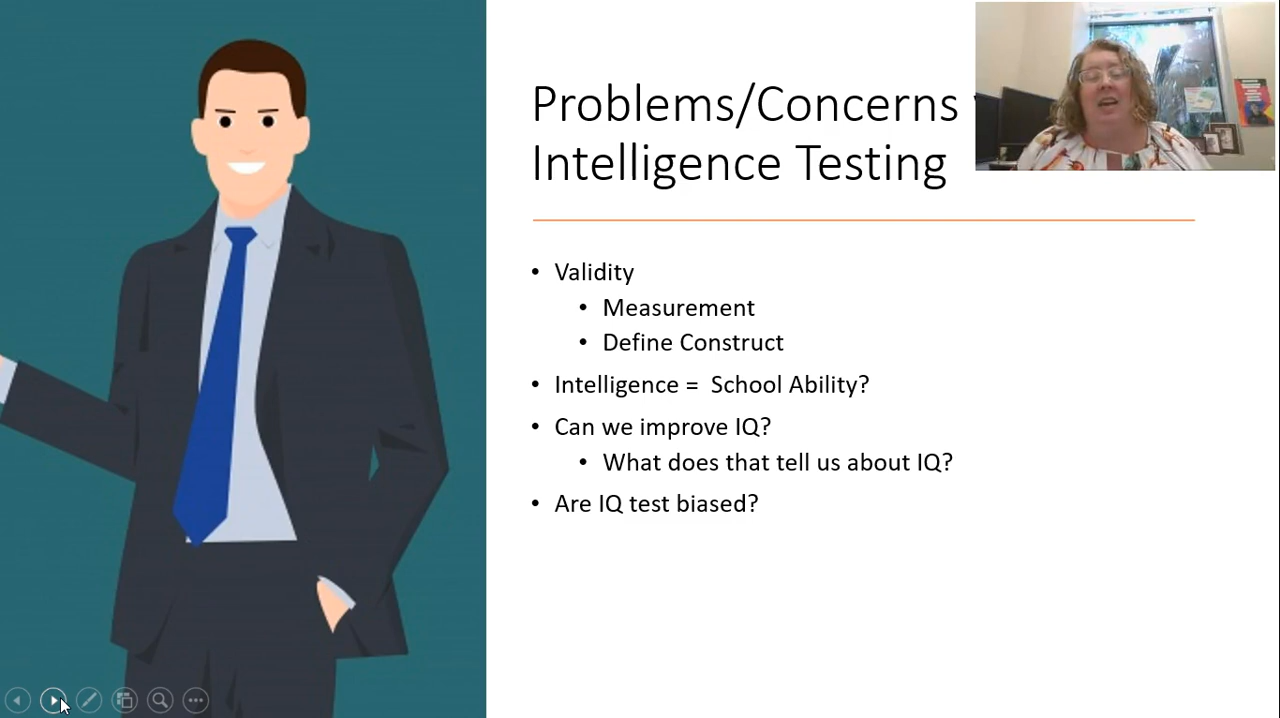 Problems/Concerns
Intelligence Testing
• Validity
• Measurement
• Define Construct
• Intelligence = School Ability?
• Can we improve IQ?
• What does that tell us about IQ?
• Are IQ test biased?